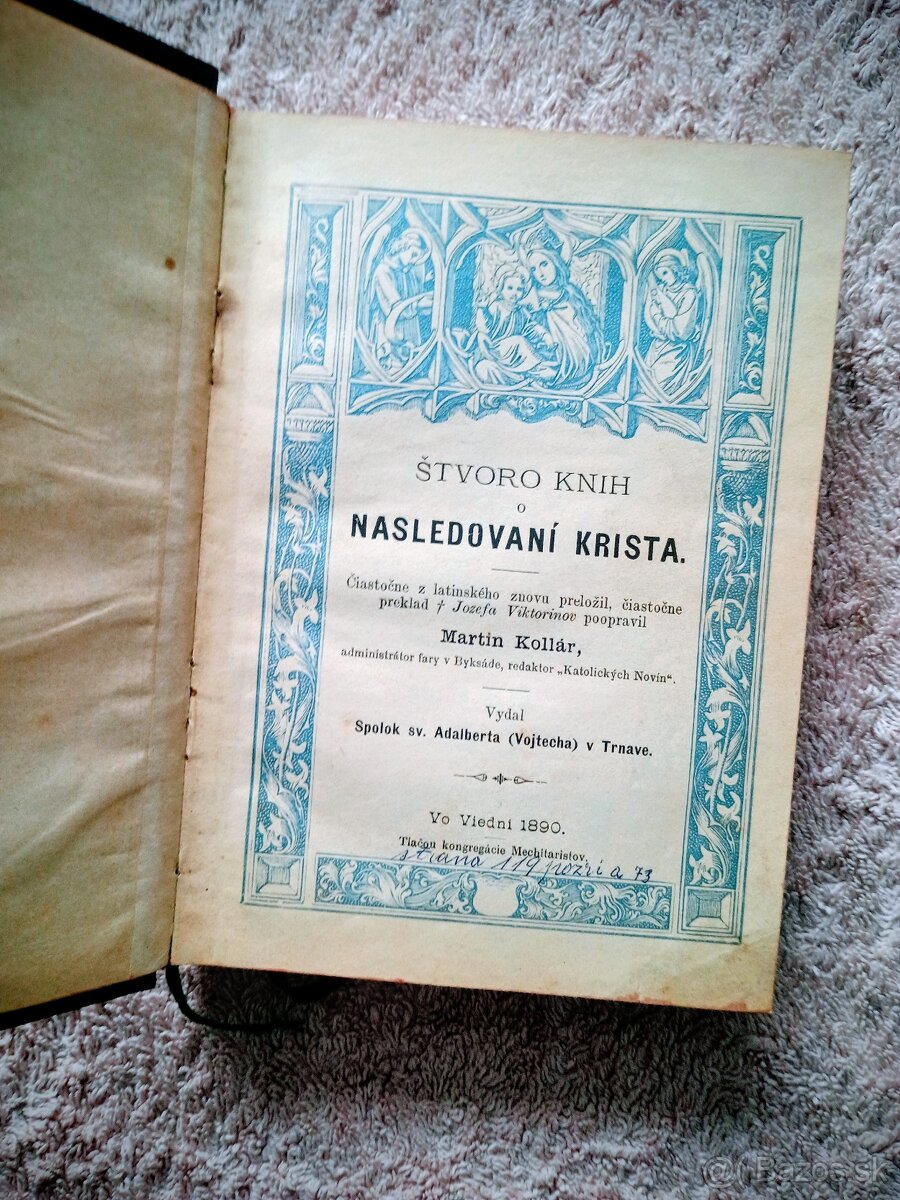 ŠTVORO KNIH
o
NASLEDOVANÍ KRISTA.
Čiastočne z latinského znovu preložil, čiastočne
preklad † Jozefa Viktorinov poopravil
Martin Kollár,
administrátor fary v Byksáde, redaktor „Katolických Novín“.
Vydal
Spolok sv. Adalberta (Vojtecha) v Trnave.
Vo Viedni 1890.
Tlačou kongregácie Mechitaristov.
strana 119 pozri a 73
Bazos.sk